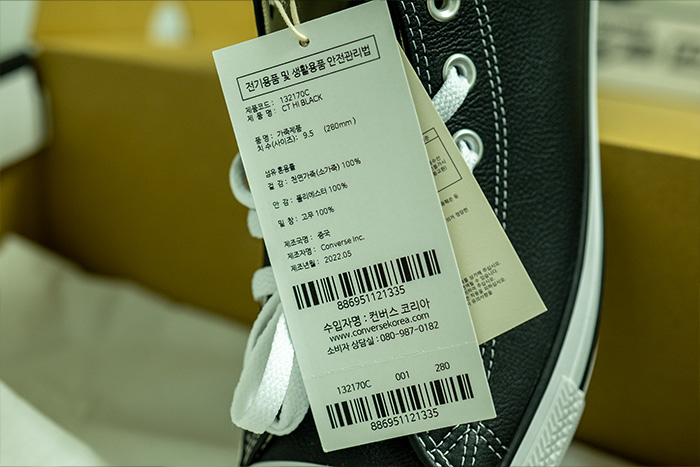 전기용품 및 생활용품 안전관리법
제품코드 : 132170C
제 품 명 : CT HI BLACK
품 명 : 가죽제품
치 수(사이즈) : 9.5 (280mm)
섬유 혼용률
겉 감 : 천연가죽(소가죽) 100%
안 감 : 폴리에스터 100%
밑 창 : 고무 100%
제조국명 : 중국
제조자명 : Converse Inc.
제조년월 : 2022.05
886951121335
수입자명 : 컨버스 코리아
www.conversekorea.com
소비자 상담실 : 080-987-0182
132170C 001 280
886951121335